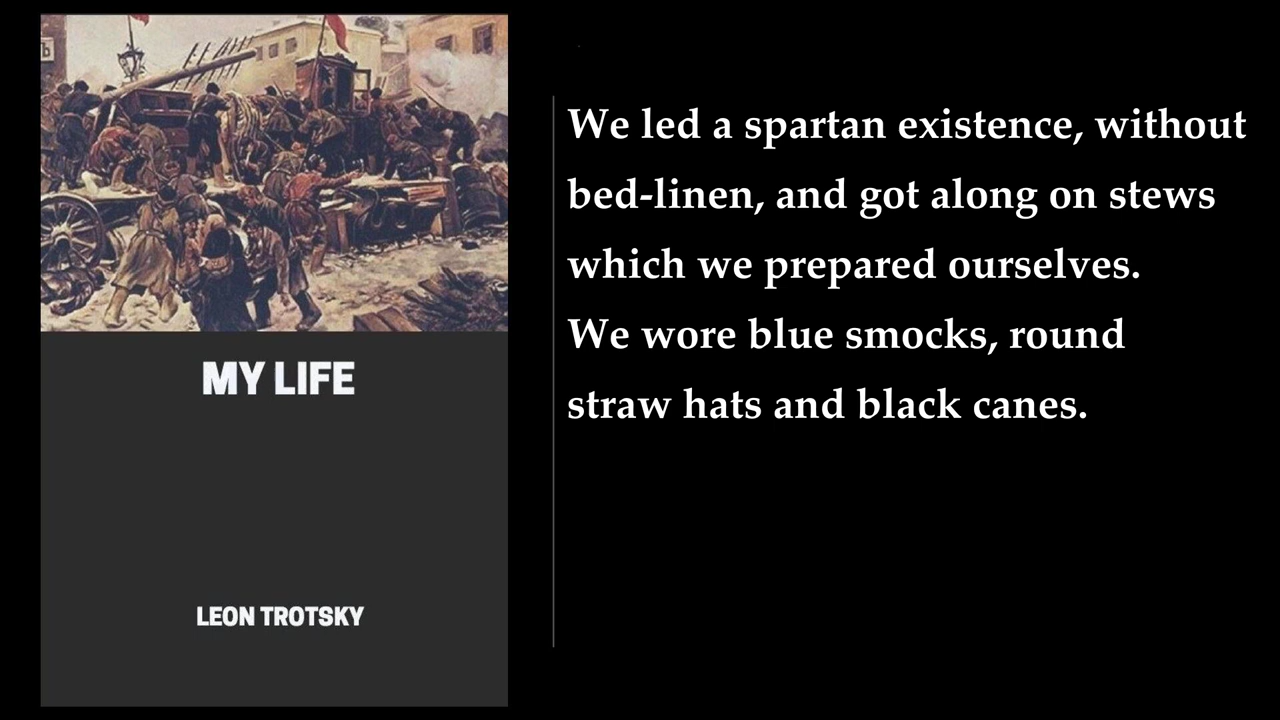 MY LIFE
LEON TROTSKY
We led a spartan existence, without
bed-linen, and got along on stews
which we prepared ourselves.
We wore blue smocks, round
straw hats and black canes.